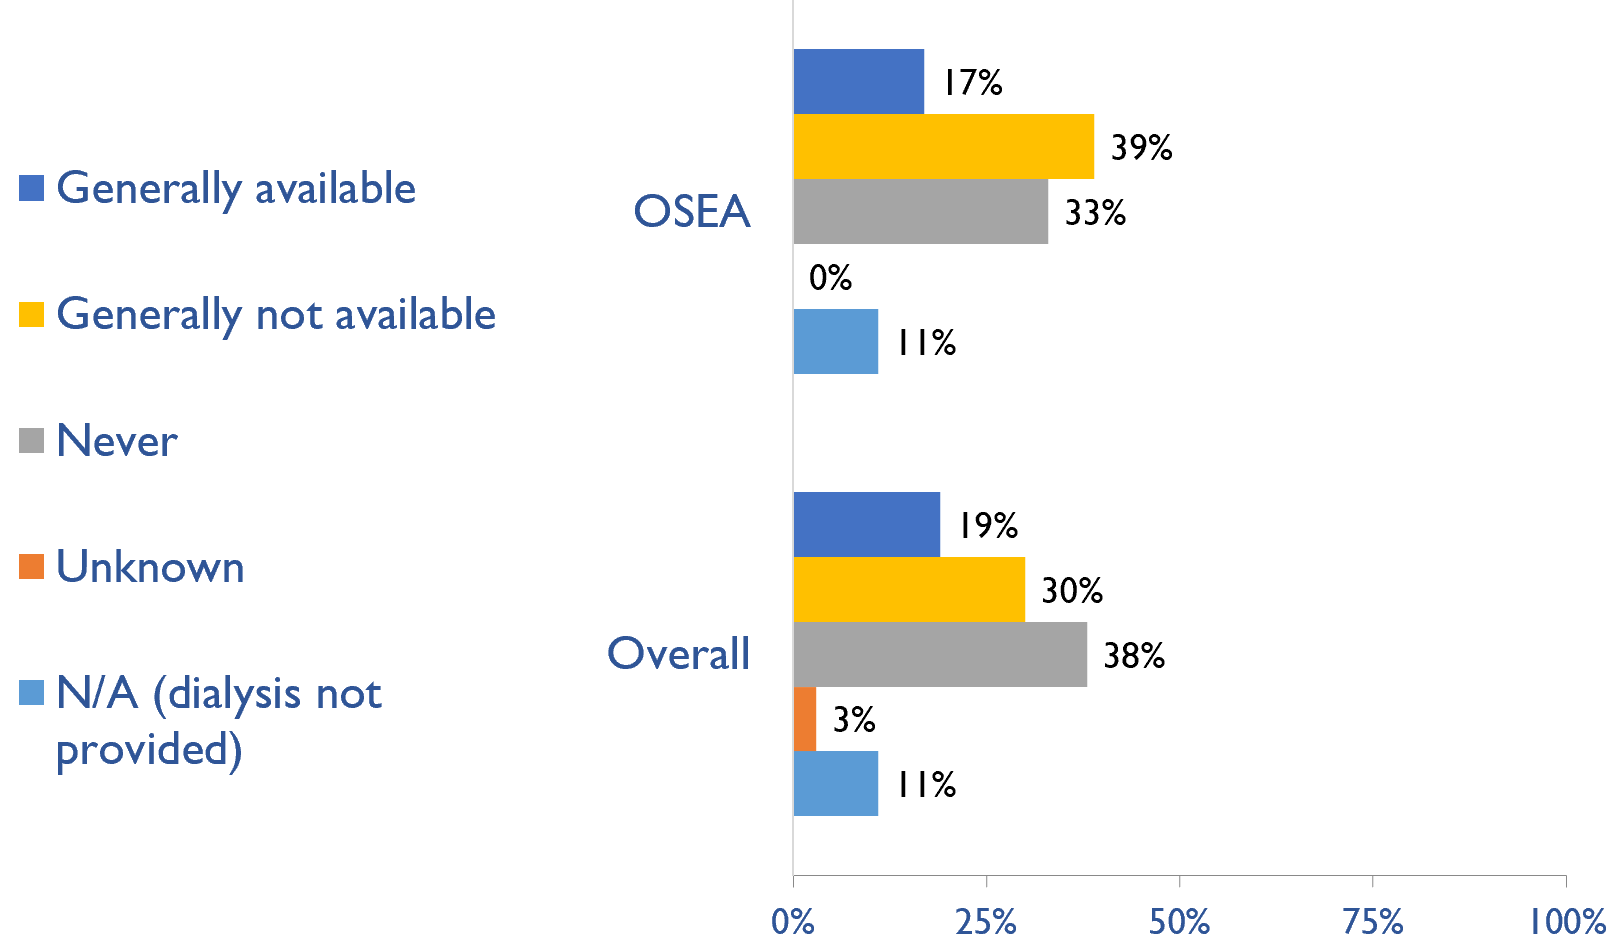 Generally available
Generally not available
Never
Unknown
N/A (dialysis not
provided)
OSEA
17%
39%
33%
0%
11%
Overall
19%
30%
38%
3%
11%
0% 25% 50% 75% 100%